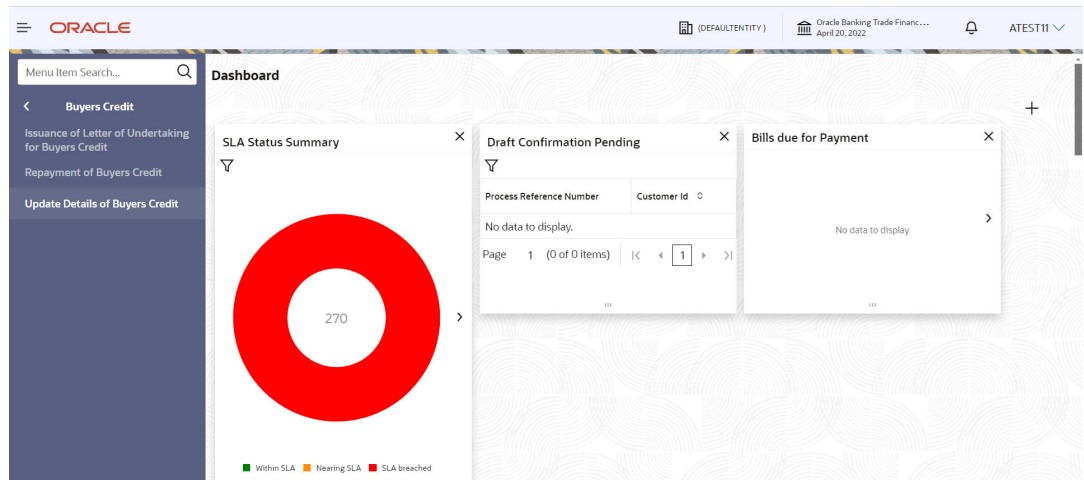 ORACLE
(DEFAULTENTITY )
Oracle Banking Trade Financ...
April 20, 2022
ATEST11
Menu Item Search...
Buyers Credit
Issuance of Letter of Undertaking
for Buyers Credit
Repayment of Buyers Credit
Update Details of Buyers Credit
Dashboard
SLA Status Summary
270
Within SLA Nearing SLA SLA breached
Draft Confirmation Pending
Process Reference Number Customer Id
No data to display.
Page 1 (0 of 0 items) 1
Bills due for Payment
No data to display